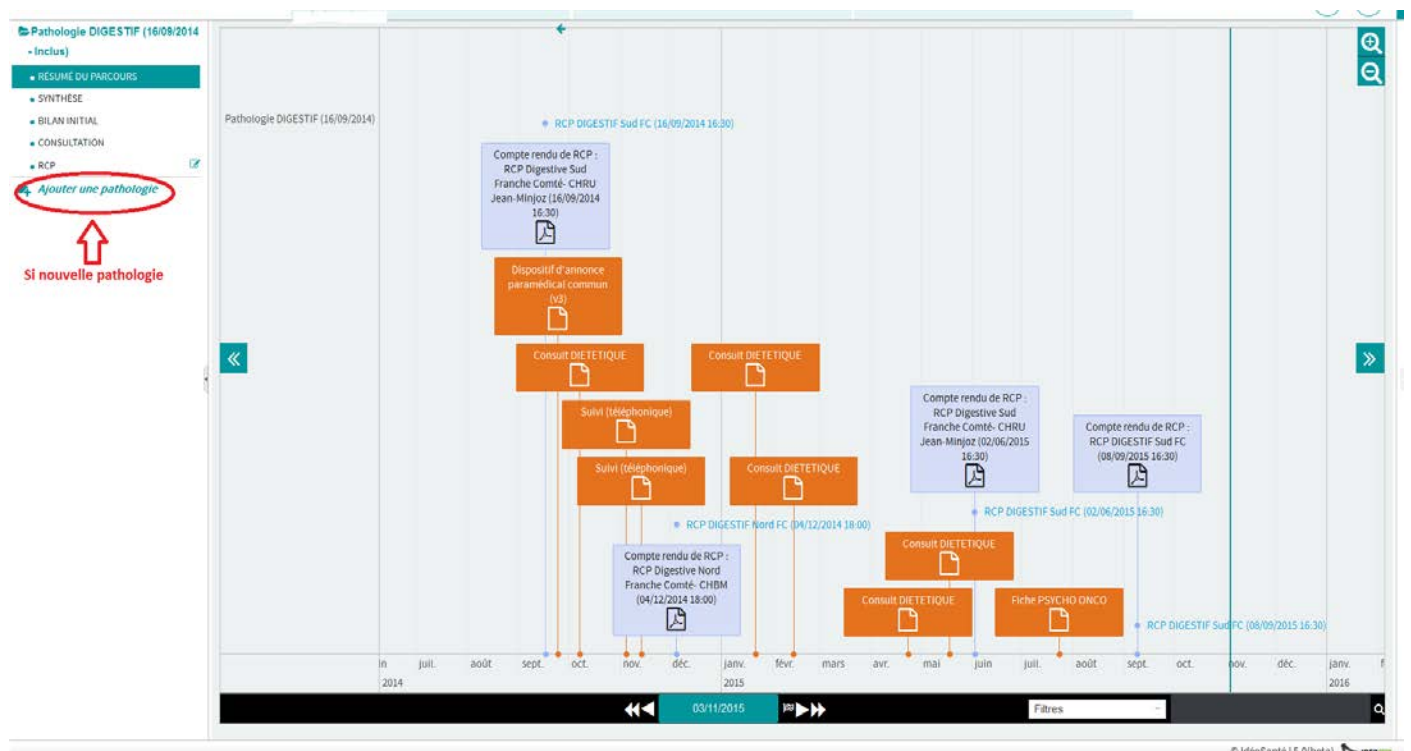 Pathologie DIGESTIF (16/09/2014
- Inclus)
RÉSUMÉ DU PARCOURS
SYNTHÈSE
BILAN INITIAL
CONSULTATION
RCP
Ajouter une pathologie
Si nouvelle pathologie
Pathologie DIGESTIF (16/09/2014)
RCP DIGESTIF Sud FC (16/09/2014 16:30)
Compte rendu de RCP :
RCP Digestive Sud
Franche Comté- CHRU
Jean-Minjoz (16/09/2014
16:30)
Dispositif d'annonce
paramédical commun
(v3)
Consult DIETETIQUE
Consult DIETETIQUE
Suivi (téléphonique)
Suivi (téléphonique)
Consult DIETETIQUE
Compte rendu de RCP :
RCP Digestive Sud
Franche Comté- CHRU
Jean-Minjoz (02/06/2015
16:30)
Compte rendu de RCP :
RCP DIGESTIF Sud FC
(08/09/2015 16:30)
RCP DIGESTIF Sud FC (02/06/2015 16:30)
RCP DIGESTIF Nord FC (04/12/2014 18:00)
Compte rendu de RCP :
RCP Digestive Nord
Franche Comté- CHBM
(04/12/2014 18:00)
Consult DIETETIQUE
Consult DIETETIQUE
Fiche PSYCHO ONCO
RCP DIGESTIF Sud FC (08/09/2015 16:30)
in juil. août sept. oct. nov. déc. janv. févr. mars avr. mai juin juil. août sept. oct. nov. déc. janv. f
2014 2015 2016
03/11/2015 Filtres